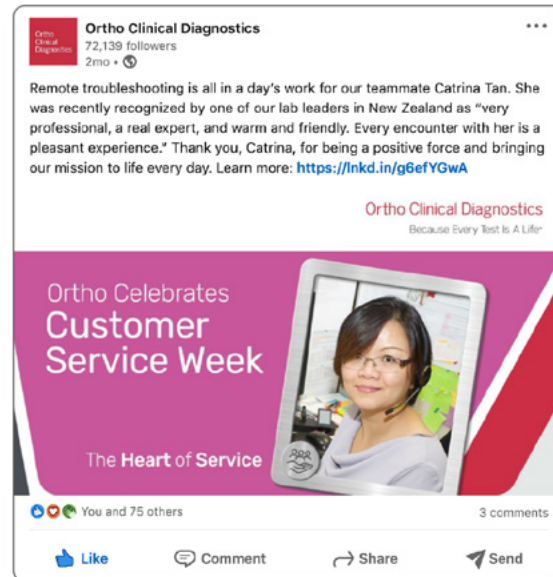 Ortho
Clinical
Diagnostics
Ortho Clinical Diagnostics
72,139 followers
2mo •
Remote troubleshooting is all in a day's work for our teammate Catrina Tan. She
was recently recognized by one of our lab leaders in New Zealand as “very
professional, a real expert, and warm and friendly. Every encounter with her is a
pleasant experience.” Thank you, Catrina, for being a positive force and bringing
our mission to life every day. Learn more: https://lnkd.in/g6efYGwA
Ortho Clinical Diagnostics
Because Every Test Is A Life
Ortho Celebrates
Customer
Service Week
The Heart of Service
You and 75 others
3 comments
Like
Comment
Share
Send